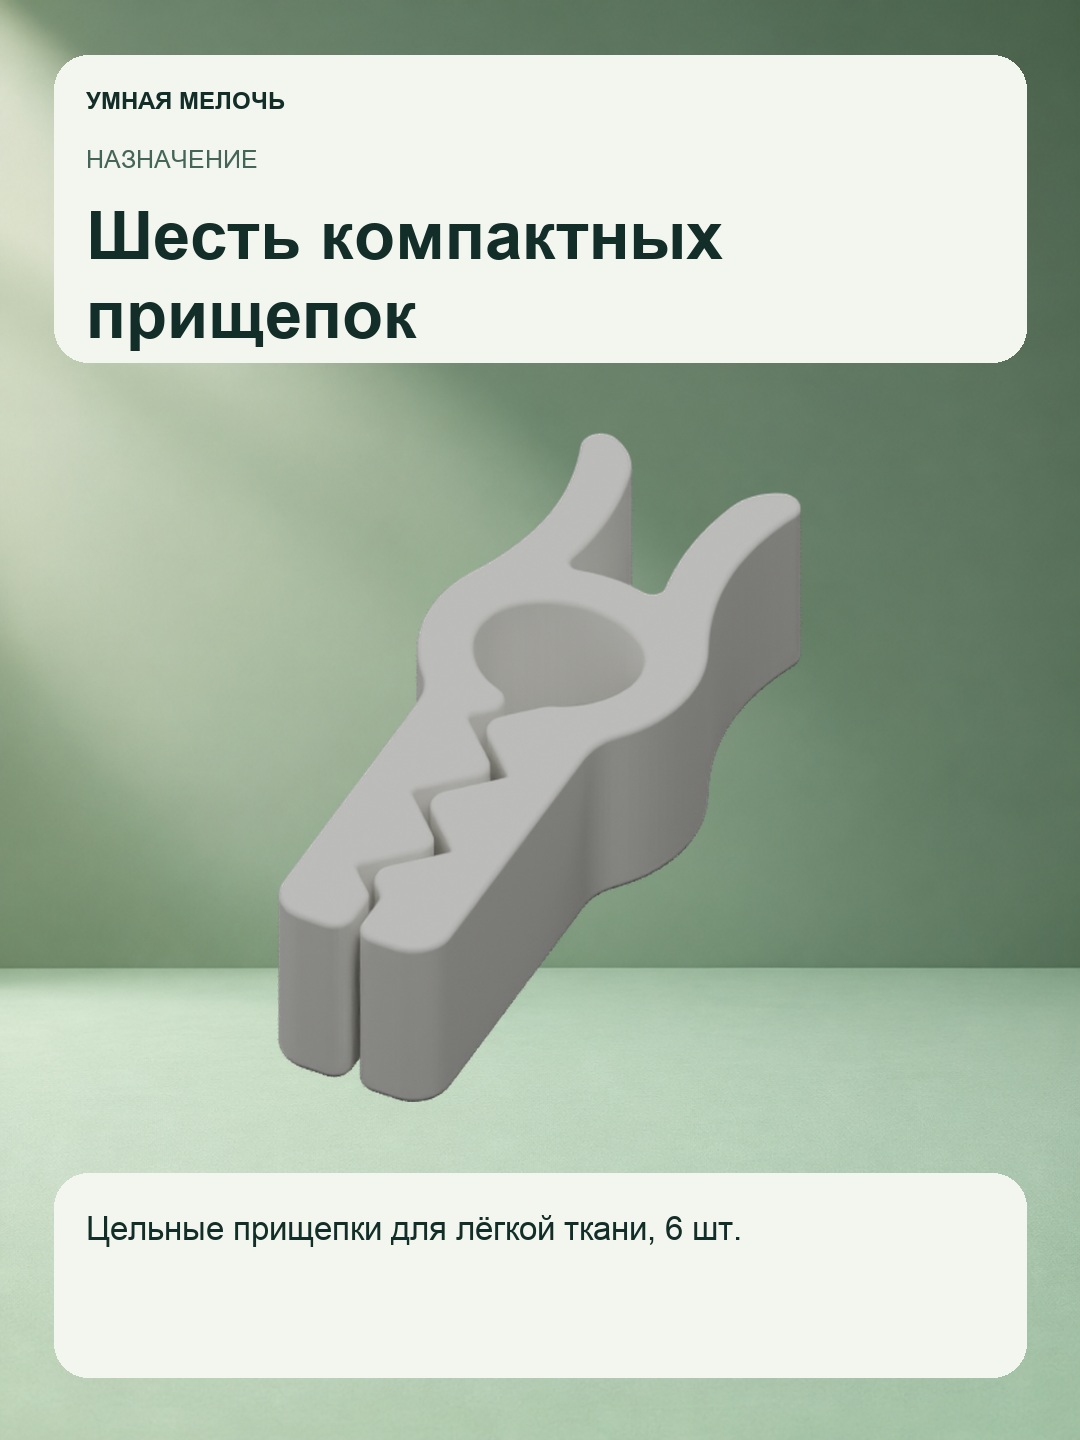 УМНАЯ МЕЛОЧЬ
НАЗНАЧЕНИЕ
Шесть компактных
прищепок
Цельные прищепки для лёгкой ткани, 6 шт.